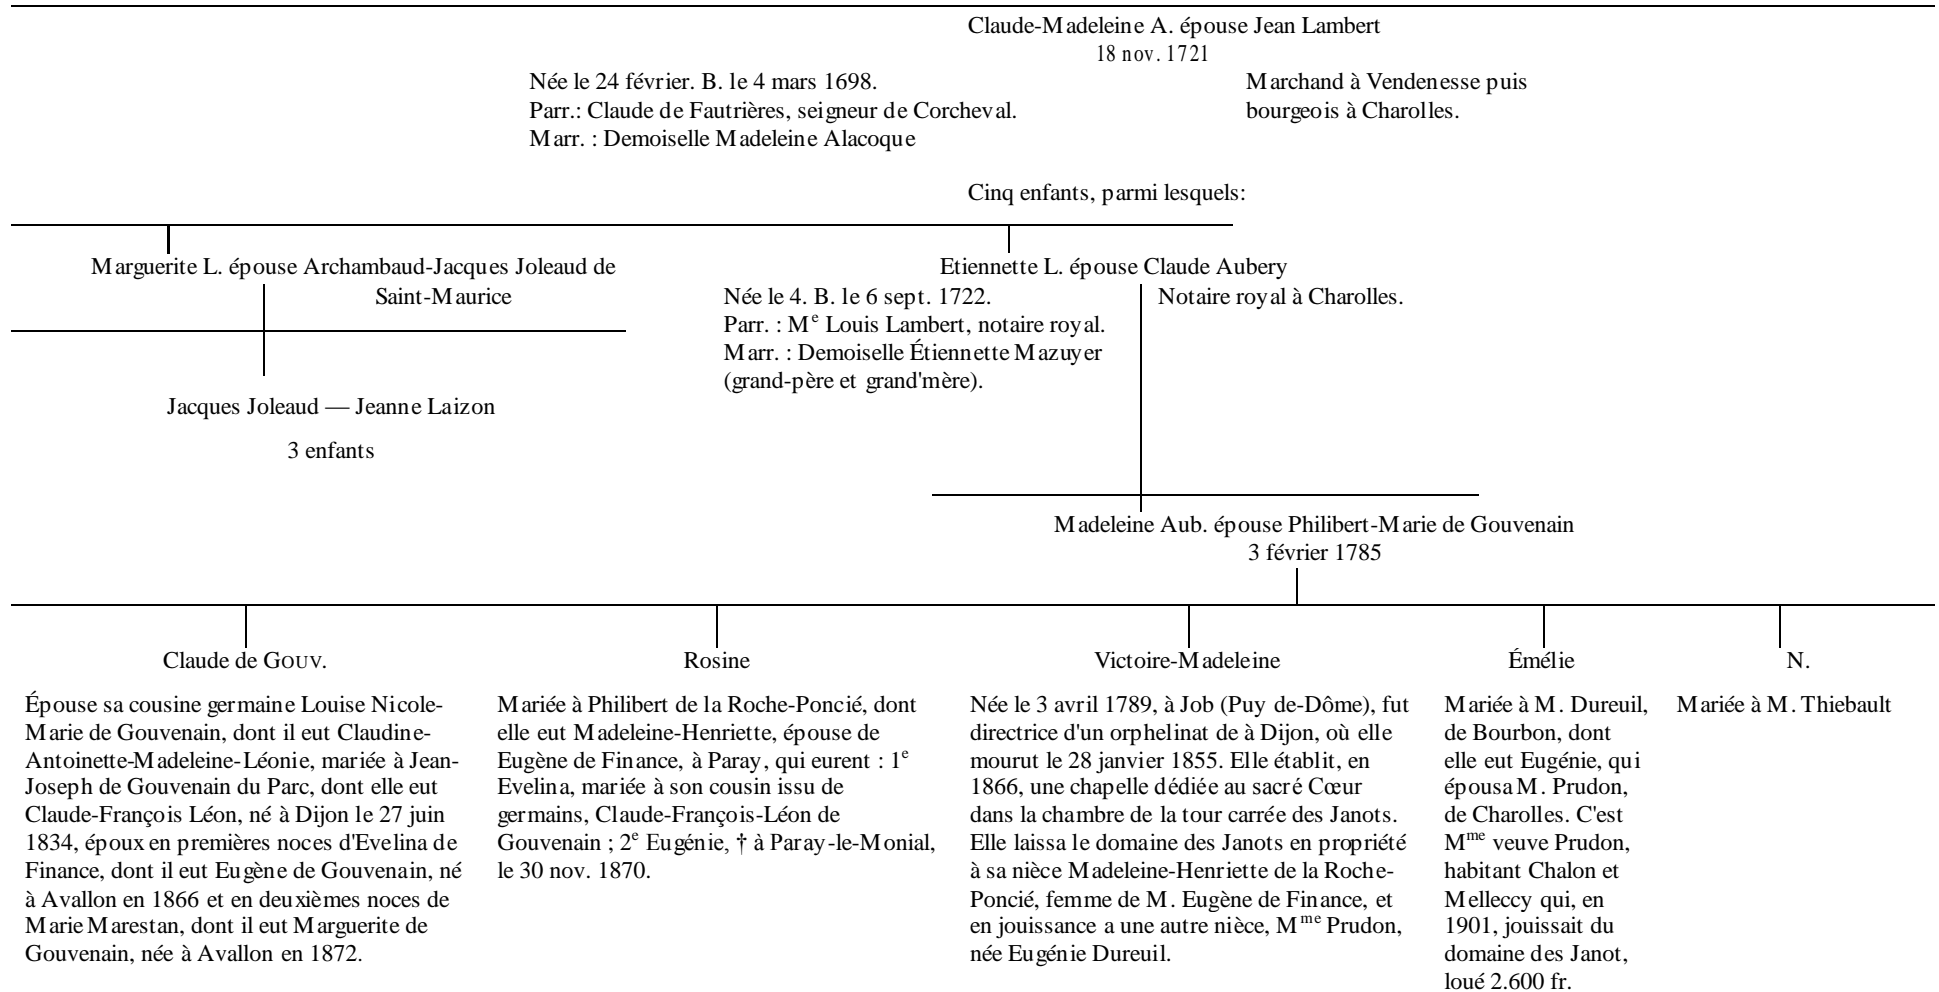 Claude-Madeleine A. épouse Jean Lambert
18 nov. 1721
Née le 24 février. B. le 4 mars 1698.
Parr.: Claude de Fautrières, seigneur de Corcheval.
Marr. : Demoiselle Madeleine Alacoque
Marchand à Vendenesse puis
bourgeois à Charolles.
Cinq enfants, parmi lesquels:
Marguerite L. épouse Archambaud-Jacques Joleaud de
Saint-Maurice
Etiennette L. épouse Claude Aubery
Née le 4. B. le 6 sept. 1722.
Parr. : Me Louis Lambert, notaire royal.
Marr. : Demoiselle Étiennette Mazuyer
(grand-père et grand'mère).
Notaire royal à Charolles.
Jacques Joleaud — Jeanne Laizon
3 enfants
Madeleine Aub. épouse Philibert-Marie de Gouvenain
3 février 1785
Claude de GOUV.
Épouse sa cousine germaine Louise Nicole-
Marie de Gouvenain, dont il eut Claudine-
Antoinette-Madeleine-Léonie, mariée à Jean-
Joseph de Gouvenain du Parc, dont elle eut
Claude-François Léon, né à Dijon le 27 juin
1834, époux en premières noces d'Evelina de
Finance, dont il eut Eugène de Gouvenain, né
à Avallon en 1866 et en deuxièmes noces de
Marie Marestan, dont il eut Marguerite de
Gouvenain, née à Avallon en 1872.
Rosine
Mariée à Philibert de la Roche-Poncié, dont
elle eut Madeleine-Henriette, épouse de
Eugène de Finance, à Paray, qui eurent : 1e
Evelina, mariée à son cousin issu de
germains, Claude-François-Léon de
Gouvenain ; 2e Eugénie, † à Paray-le-Monial,
le 30 nov. 1870.
Victoire-Madeleine
Née le 3 avril 1789, à Job (Puy de-Dôme), fut
directrice d'un orphelinat de à Dijon, où elle
mourut le 28 janvier 1855. Elle établit, en
1866, une chapelle dédiée au sacré Cœur
dans la chambre de la tour carrée des Janots.
Elle laissa le domaine des Janots en propriété
à sa nièce Madeleine-Henriette de la Roche-
Poncié, femme de M. Eugène de Finance, et
en jouissance a une autre nièce, Mme Prudon,
née Eugénie Dureuil.
Émélie
Mariée à M. Dureuil,
de Bourbon, dont
elle eut Eugénie, qui
épousa M. Prudon,
de Charolles. C'est
Mme veuve Prudon,
habitant Chalon et
Melleccy qui, en
1901, jouissait du
domaine des Janot,
loué 2.600 fr.
N.
Mariée à M. Thiebault